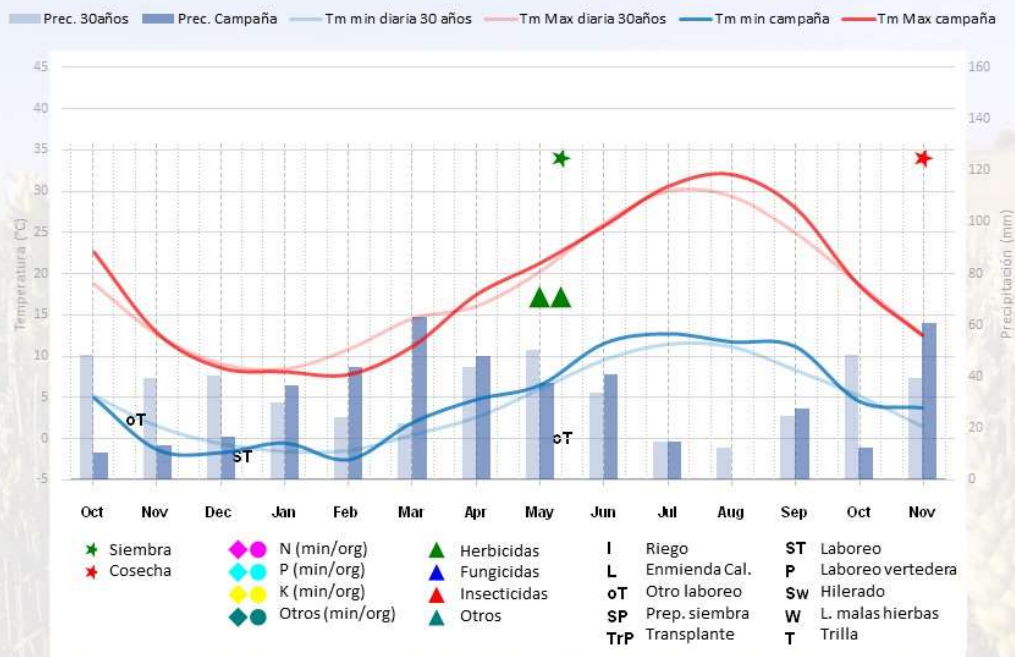 Prec. 30años Prec. Campaña Tm min diaria 30 años Tm Max diaria 30años Tm min campaña Tm Max campaña
45 160
40 140
35 120
30 100
25
20 80
15 60
10 40
5
0 20
-5 0
Temperatura (°C)
Precipitación (mm)
oT
ST
oT
Oct Nov Dec Jan Feb Mar Apr May Jun Jul Aug Sep Oct Nov
Siembra N (min/org) Herbicidas I Riego ST Laboreo
Cosecha P (min/org) Fungicidas L Enmienda Cal. P Laboreo vertedera
K (min/org) Insecticidas oT Otro laboreo Sw Hilerado
Otros (min/org) Otros SP Prep. siembra W L. malas hierbas
TrP Transplante T Trilla